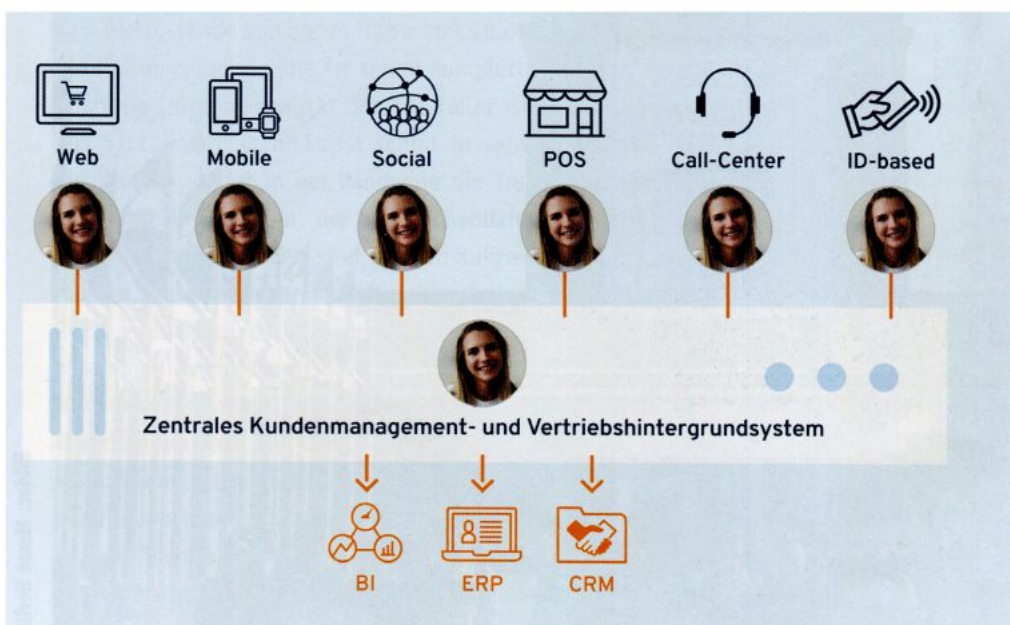 Web
Mobile
Social
POS
Call-Center
ID-based
Zentrales Kundenmanagement- und Vertriebshintergrundsystem
BI
ERP
CRM